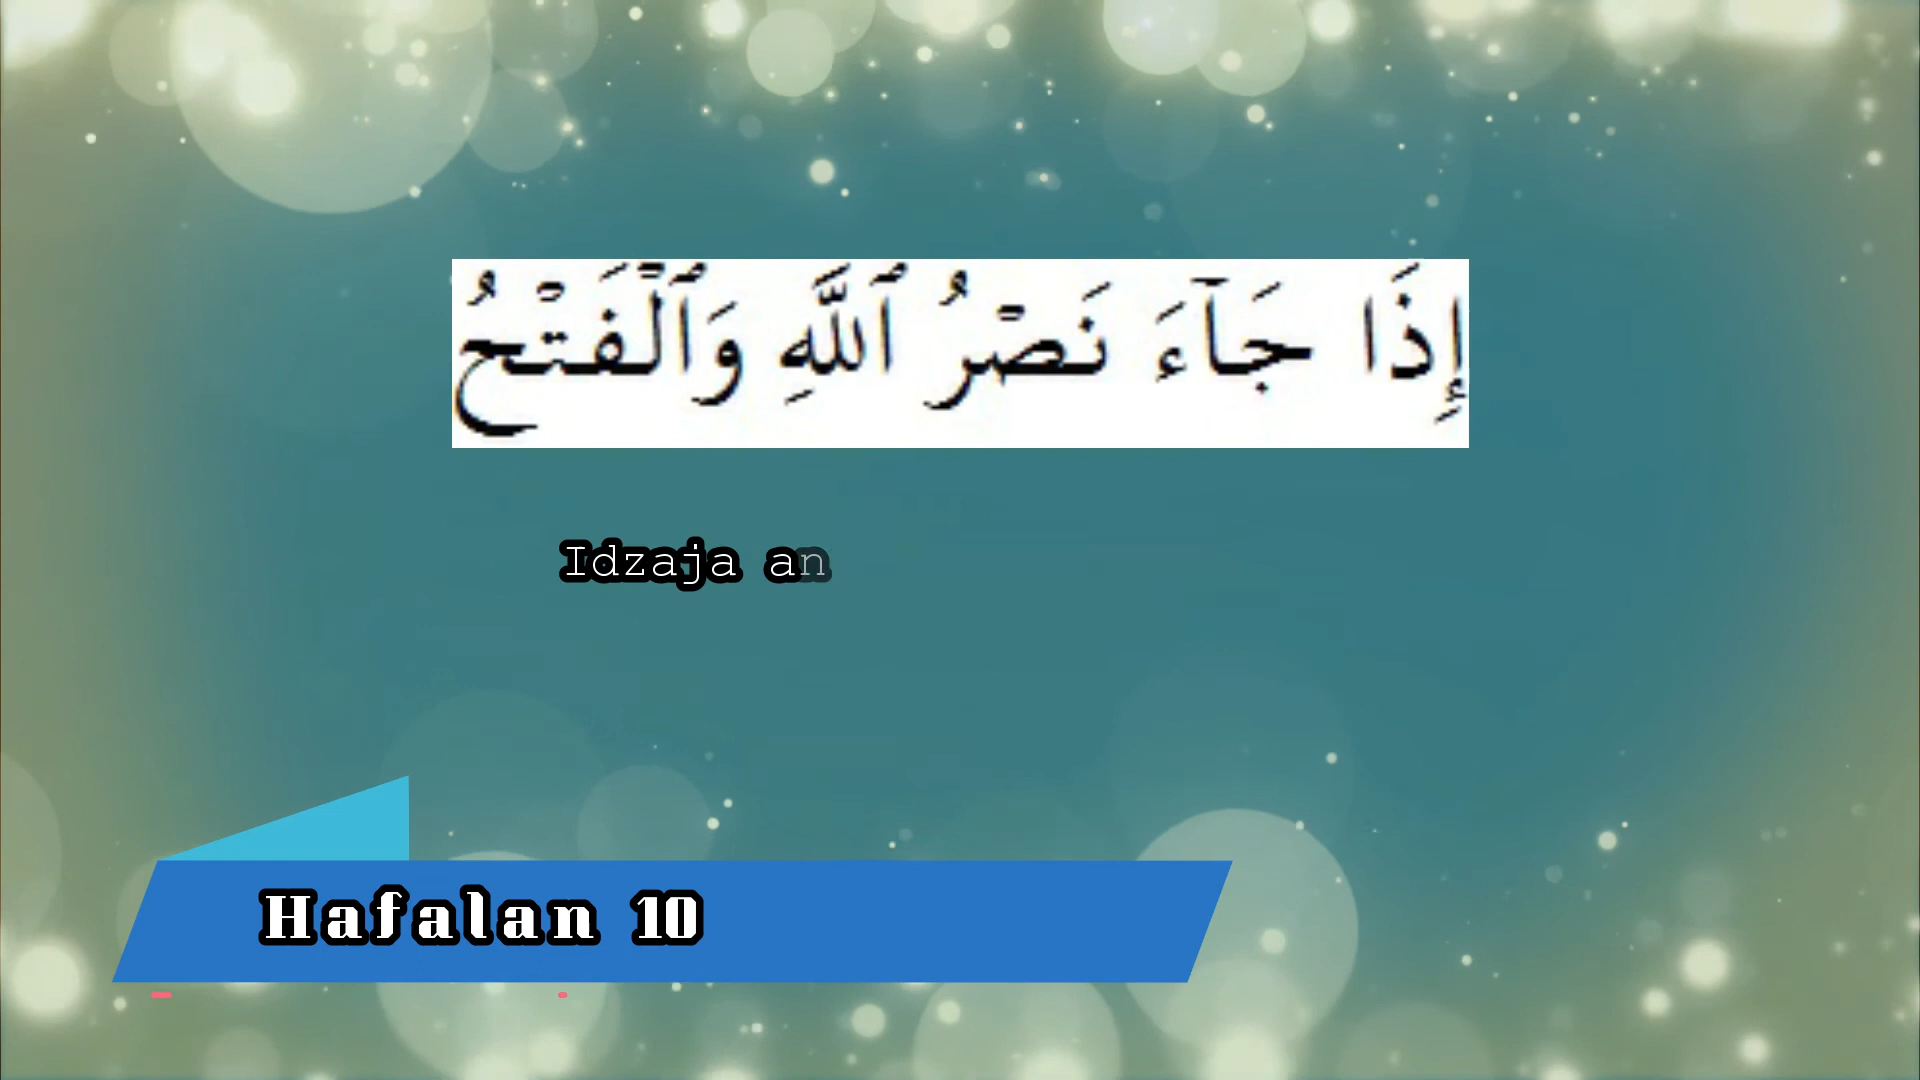 إِذَا جَآءَ نَصْرُ ٱللَّهِ وَٱلْفَتْحُ
Idzaja an
Hafalan 10